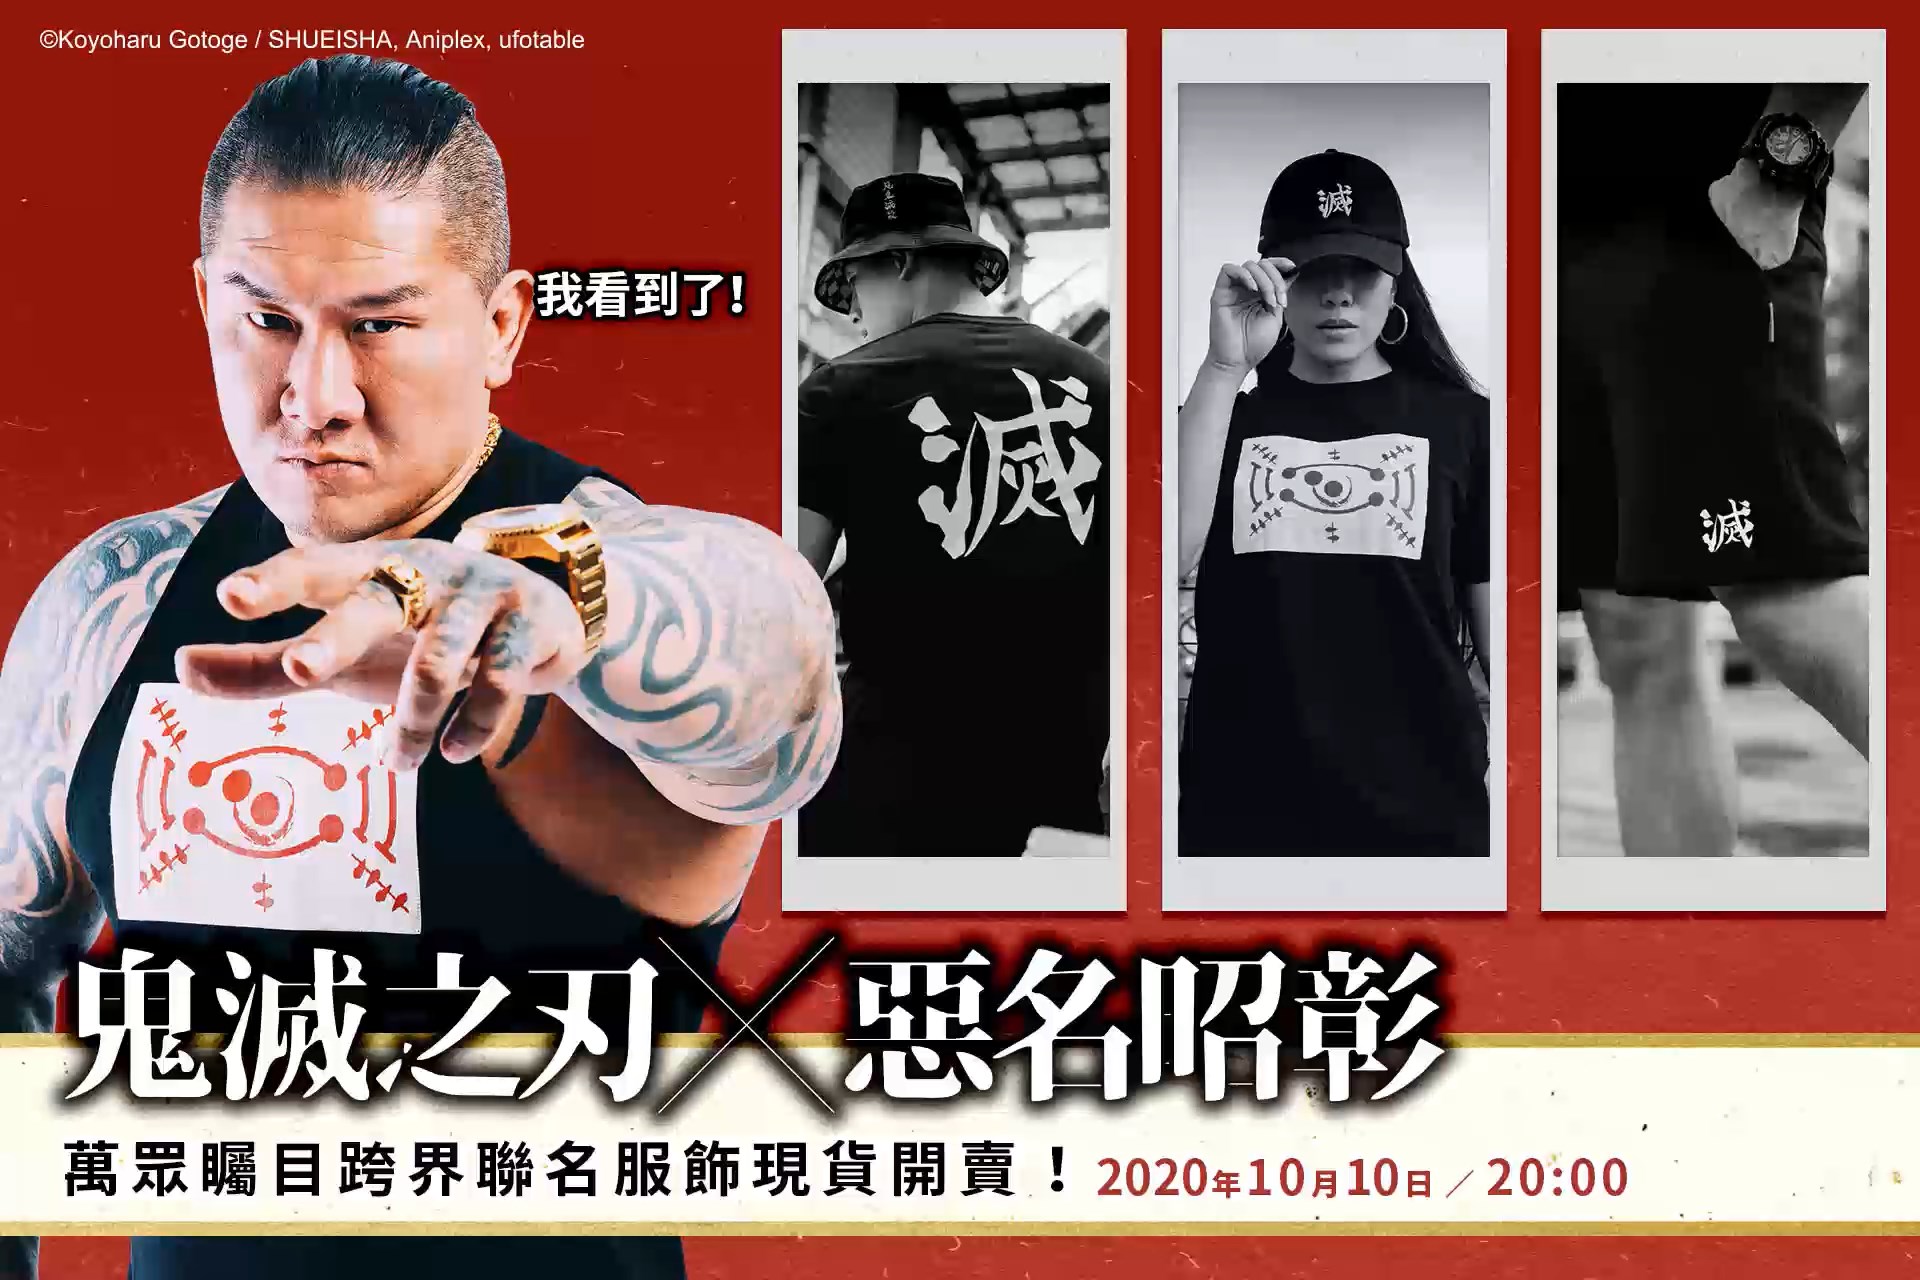 ©Koyoharu Gotoge / SHUEISHA, Aniplex, ufotable
我看到了!
滅
滅
滅
鬼滅之刃×惡名昭彰
萬眾矚目跨界聯名服飾現貨開賣！2020年10月10日／20:00